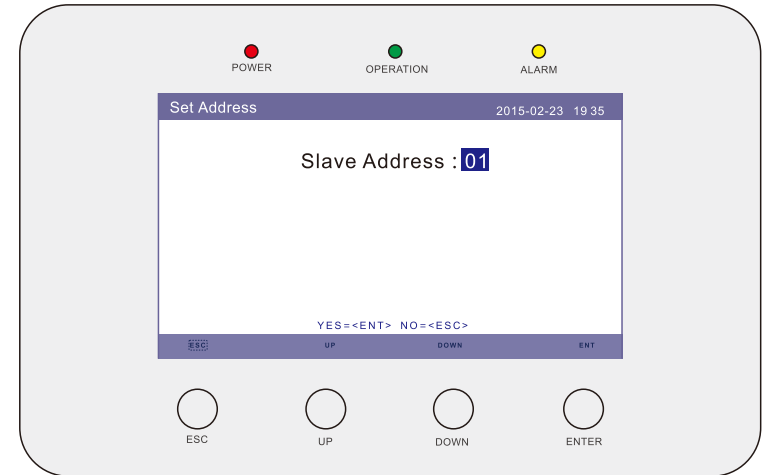 POWER OPERATION ALARM
Set Address 2015-02-23 19 35
Slave Address : 01
YES=<ENT> NO=<ESC>
ESC UP DOWN ENT
ESC UP DOWN ENTER